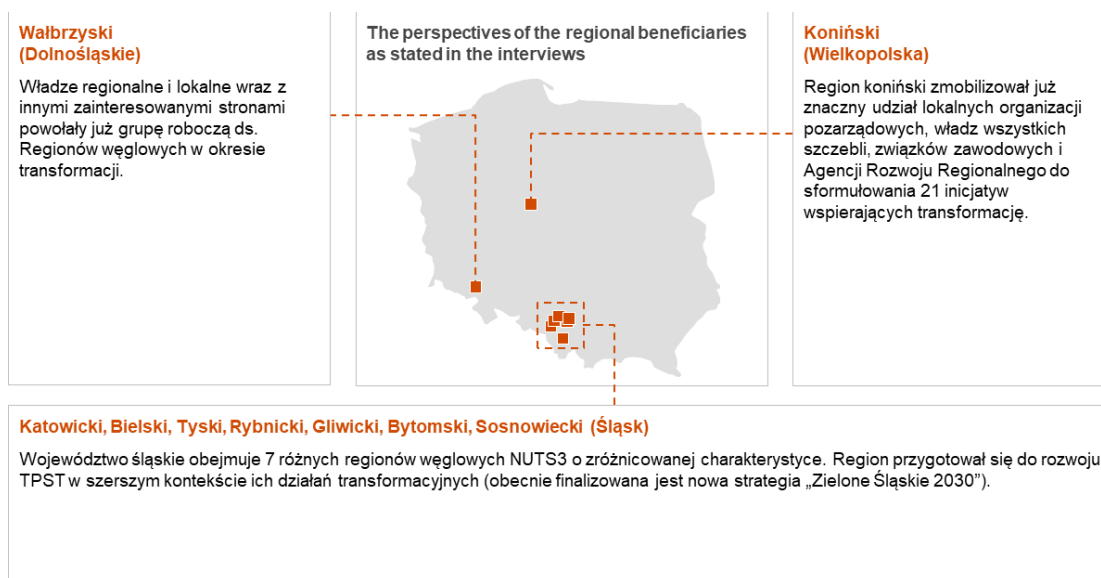 Wałbrzyski
(Dolnośląskie)
Władze regionalne i lokalne wraz z
innymi zainteresowanymi stronami
powołały już grupę roboczą ds.
Regionów węglowych w okresie
transformacji.
The perspectives of the regional beneficiaries
as stated in the interviews
Koniński
(Wielkopolska)
Region koniński zmobilizował już
znaczny udział lokalnych organizacji
pozarządowych, władz wszystkich
szczebli, związków zawodowych i
Agencji Rozwoju Regionalnego do
sformułowania 21 inicjatyw
wspierających transformację.
Katowicki, Bielski, Tyski, Rybnicki, Gliwicki, Bytomski, Sosnowiecki (Śląsk)
Województwo śląskie obejmuje 7 różnych regionów węglowych NUTS3 o zróżnicowanej charakterystyce. Region przygotował się do rozwoju
TPST w szerszym kontekście ich działań transformacyjnych (obecnie finalizowana jest nowa strategia „Zielone Śląskie 2030”).